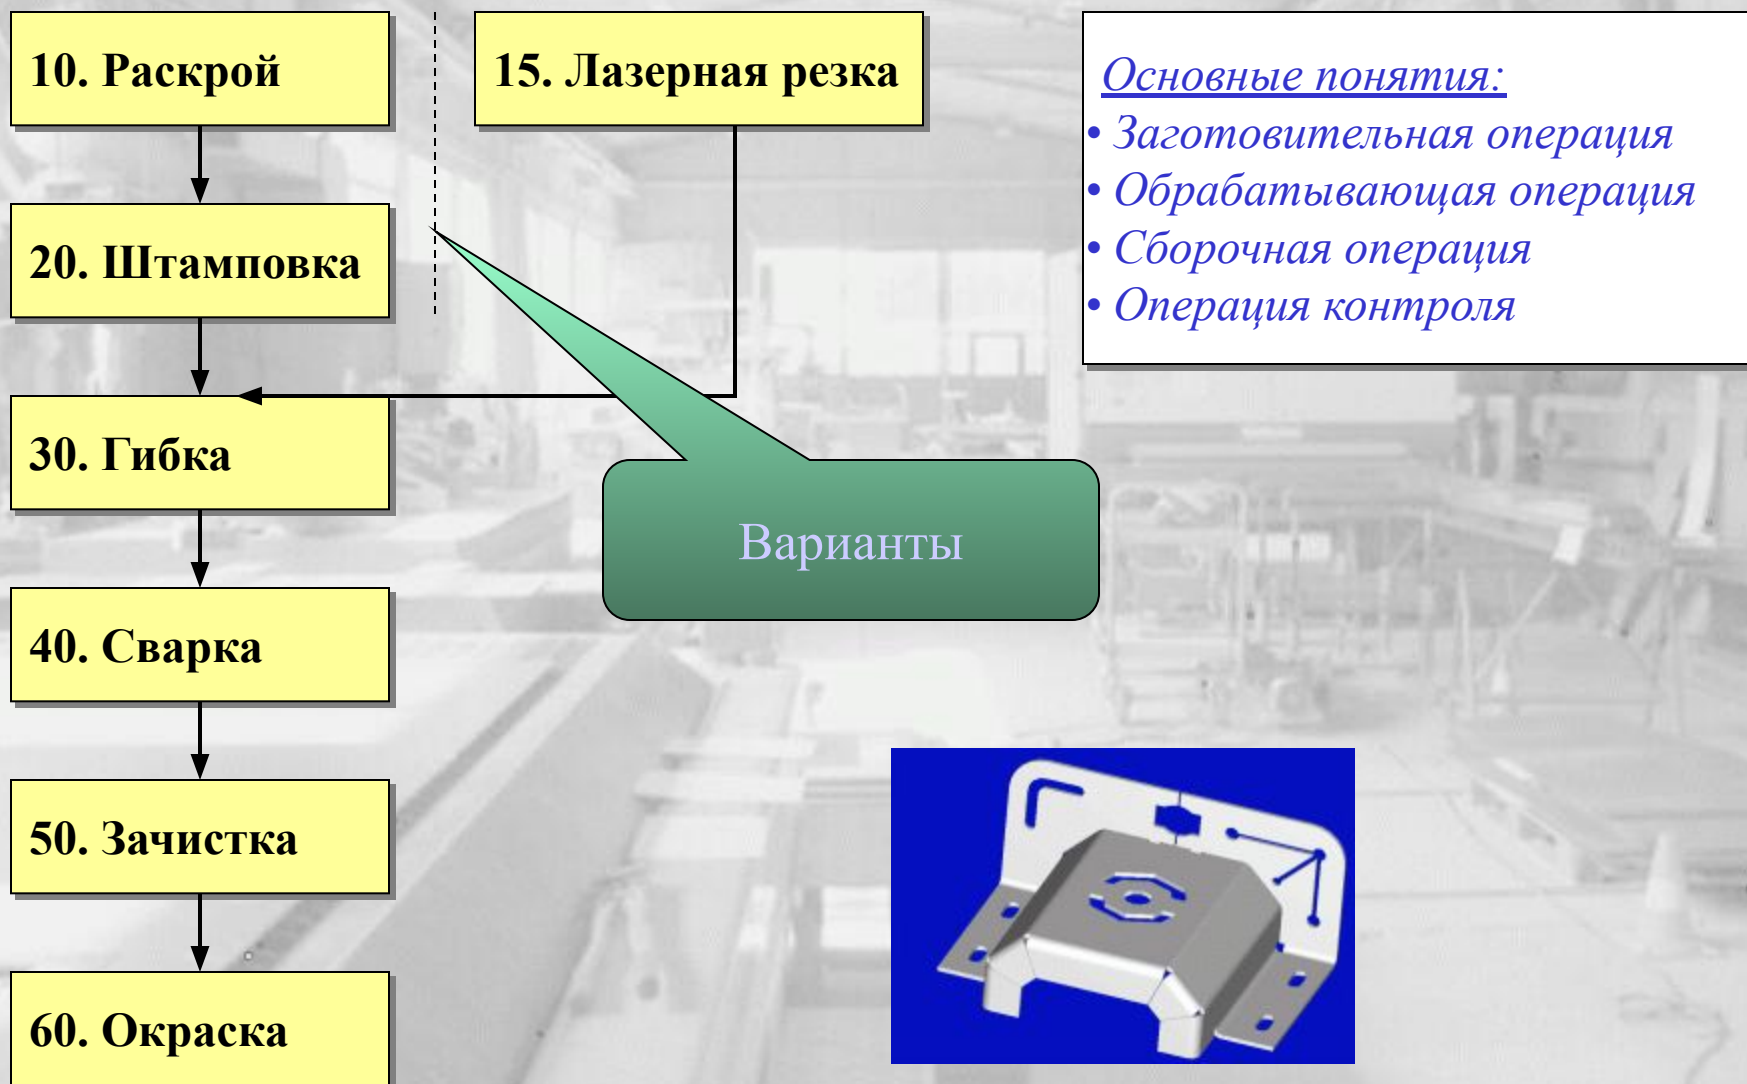 10. Раскрой
15. Лазерная резка
20. Штамповка
30. Гибка
40. Сварка
50. Зачистка
60. Окраска
Варианты
Основные понятия:
• Заготовительная операция
• Обрабатывающая операция
• Сборочная операция
• Операция контроля